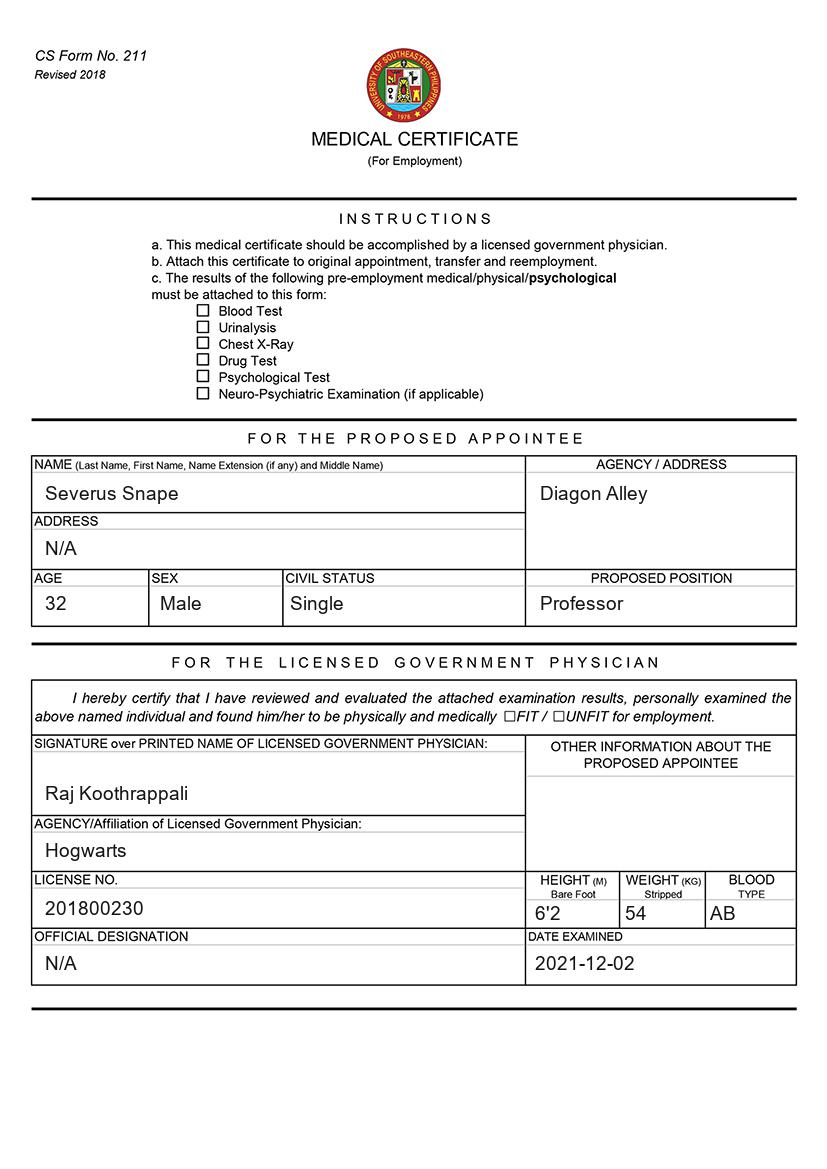 CS Form No. 211
Revised 2018
UNIVERSITY OF SOUTHEASTERN PHILIPPINES
1978
MEDICAL CERTIFICATE
(For Employment)
INSTRUCTIONS
a. This medical certificate should be accomplished by a licensed government physician.
b. Attach this certificate to original appointment, transfer and reemployment.
c. The results of the following pre-employment medical/physical/psychological
must be attached to this form:
☐ Blood Test
☐ Urinalysis
☐ Chest X-Ray
☐ Drug Test
☐ Psychological Test
☐ Neuro-Psychiatric Examination (if applicable)
FOR THE PROPOSED APPOINTEE
NAME (Last Name, First Name, Name Extension (if any) and Middle Name)
Severus Snape
AGENCY / ADDRESS
Diagon Alley
ADDRESS
N/A
AGE
32
SEX
Male
CIVIL STATUS
Single
PROPOSED POSITION
Professor
FOR THE LICENSED GOVERNMENT PHYSICIAN
I hereby certify that I have reviewed and evaluated the attached examination results, personally examined the
above named individual and found him/her to be physically and medically ☐FIT / ☐UNFIT for employment.
SIGNATURE over PRINTED NAME OF LICENSED GOVERNMENT PHYSICIAN:
Raj Koothrappali
OTHER INFORMATION ABOUT THE
PROPOSED APPOINTEE
AGENCY/Affiliation of Licensed Government Physician:
Hogwarts
LICENSE NO.
201800230
HEIGHT (M)
Bare Foot
6'2
WEIGHT (KG)
Stripped
54
BLOOD
TYPE
AB
OFFICIAL DESIGNATION
N/A
DATE EXAMINED
2021-12-02